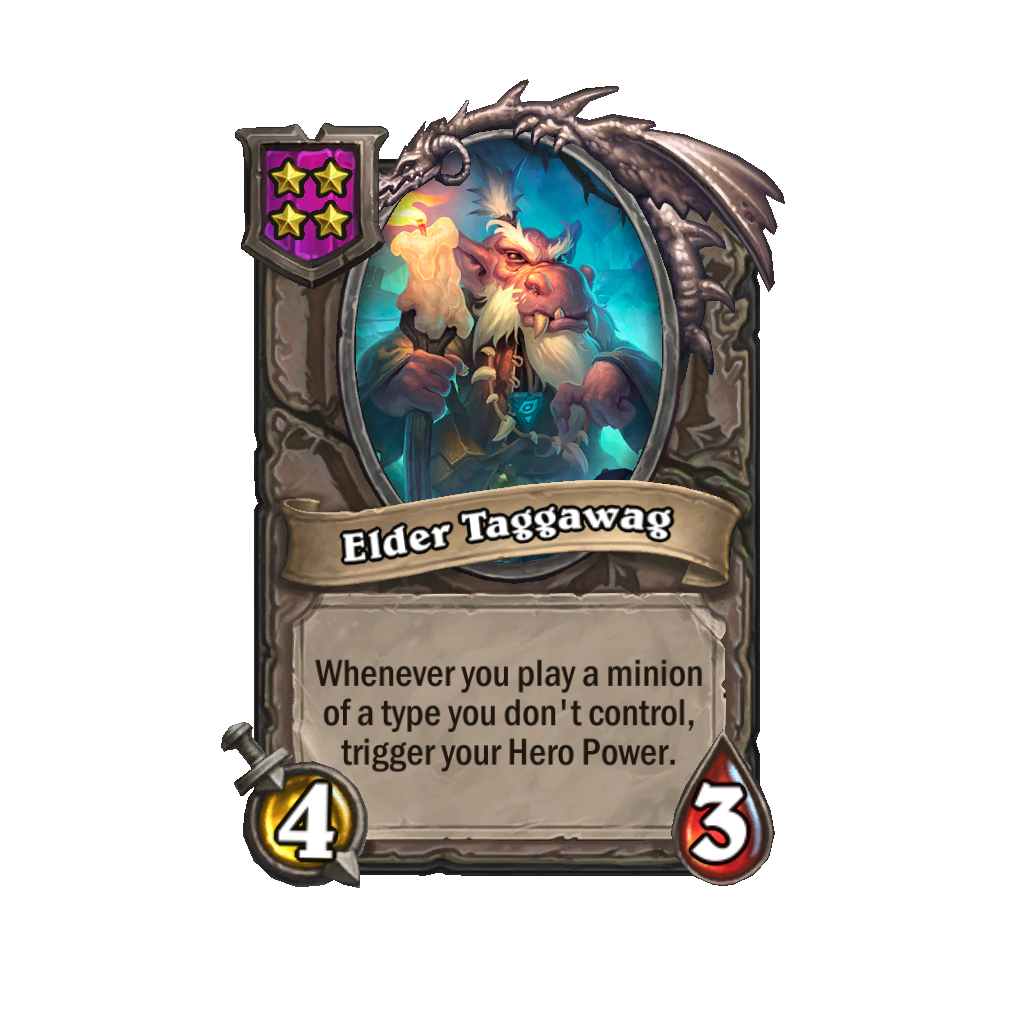 Elder Taggawag
Whenever you play a minion
of a type you don't control,
trigger your Hero Power.
4
3